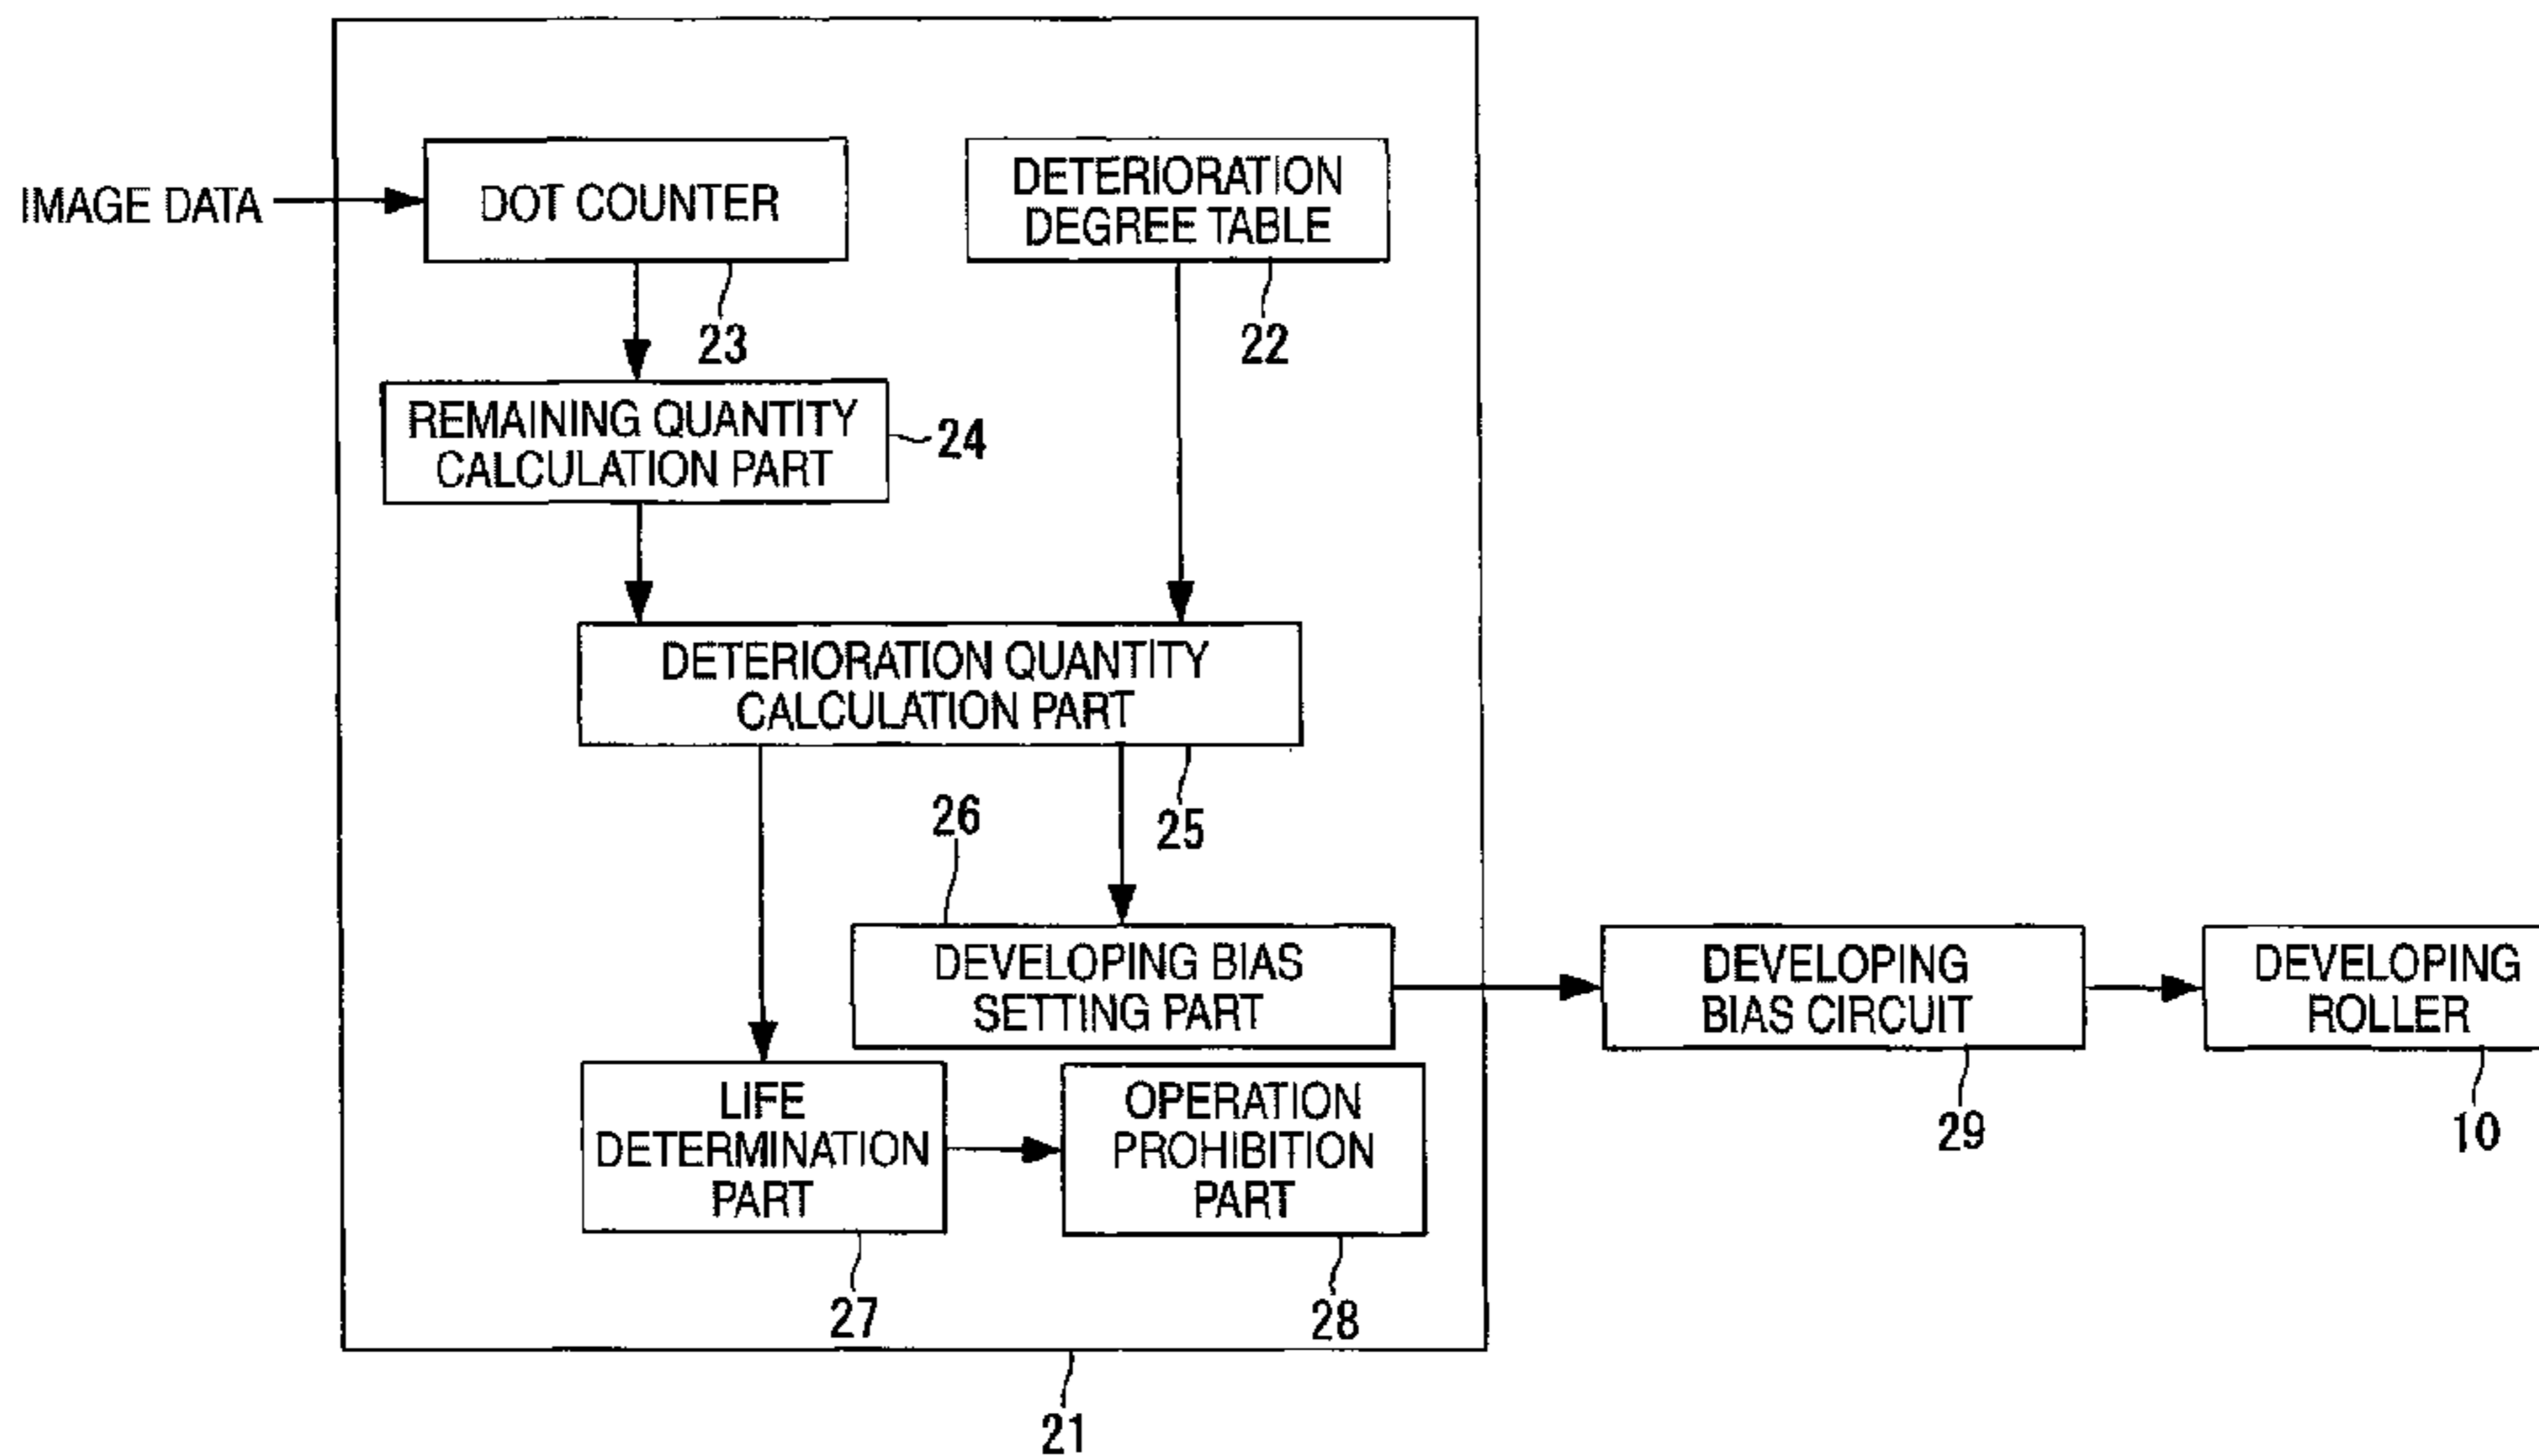 IMAGE DATA
DOT COUNTER
23
DETERIORATION
DEGREE TABLE
22
REMAINING QUANTITY
CALCULATION PART
24
DETERIORATION QUANTITY
CALCULATION PART
25
26
DEVELOPING BIAS
SETTING PART
DEVELOPING
BIAS CIRCUIT
29
DEVELOPING
ROLLER
10
LIFE
DETERMINATION
PART
27
OPERATION
PROHIBITION
PART
28
21